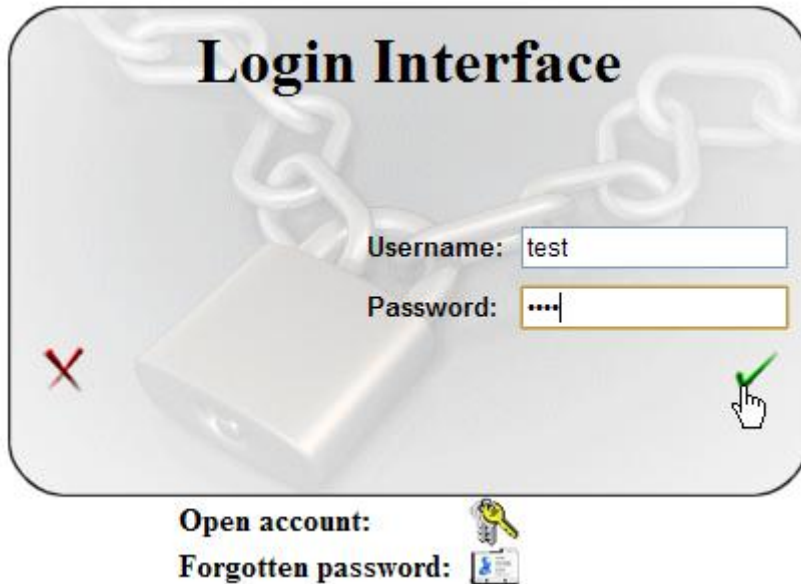 Login Interface
Username: test
Password: ••••
Open account:
Forgotten password: